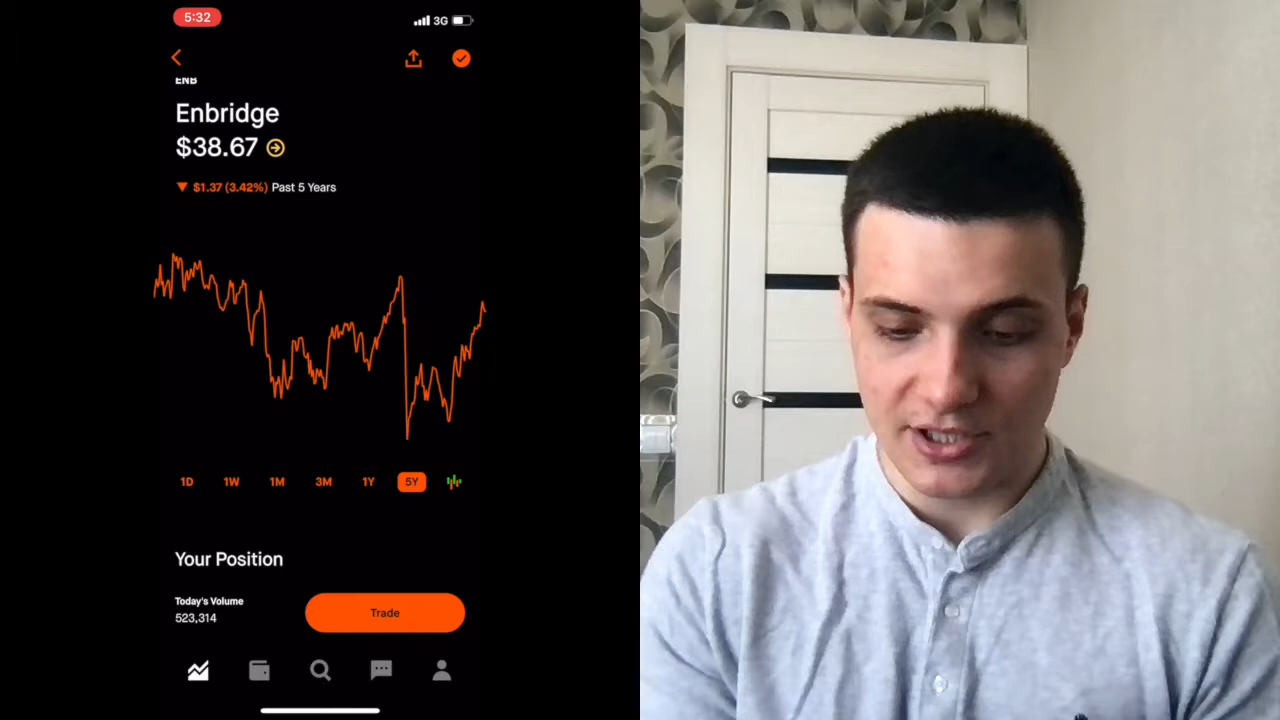 5:32
3G
ENB
Enbridge
$38.67
$1.37 (3.42%) Past 5 Years
1D 1W 1M 3M 1Y 5Y
Your Position
Today's Volume
523,314
Trade